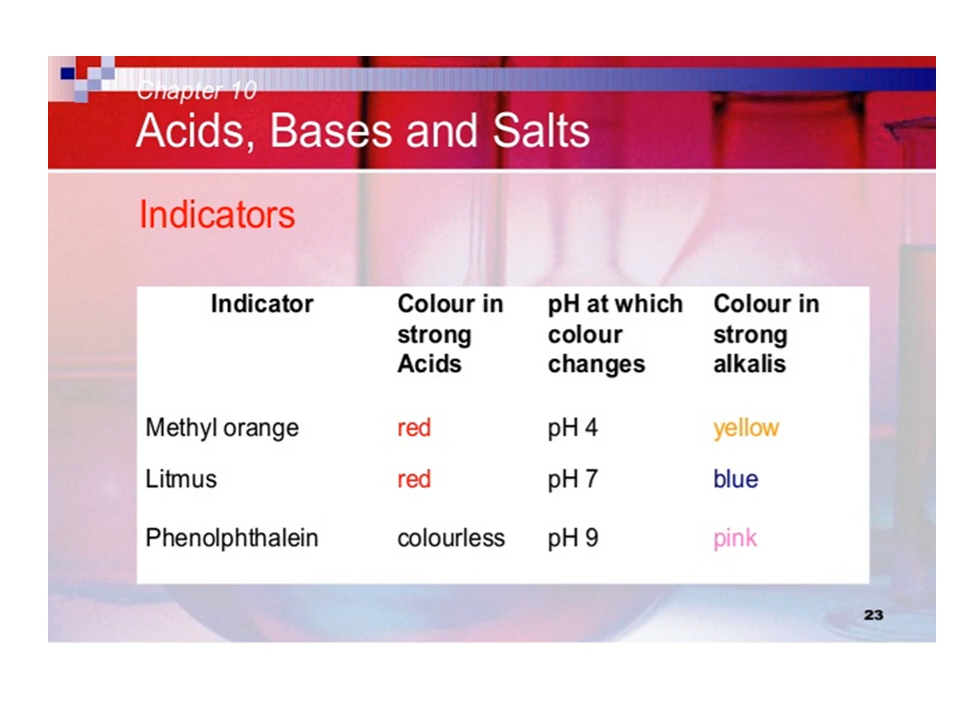 Chapter 10
Acids, Bases and Salts
Indicators
Indicator Colour in strong Acids pH at which colour changes Colour in strong alkalis
Methyl orange red pH 4 yellow
Litmus red pH 7 blue
Phenolphthalein colourless pH 9 pink
23